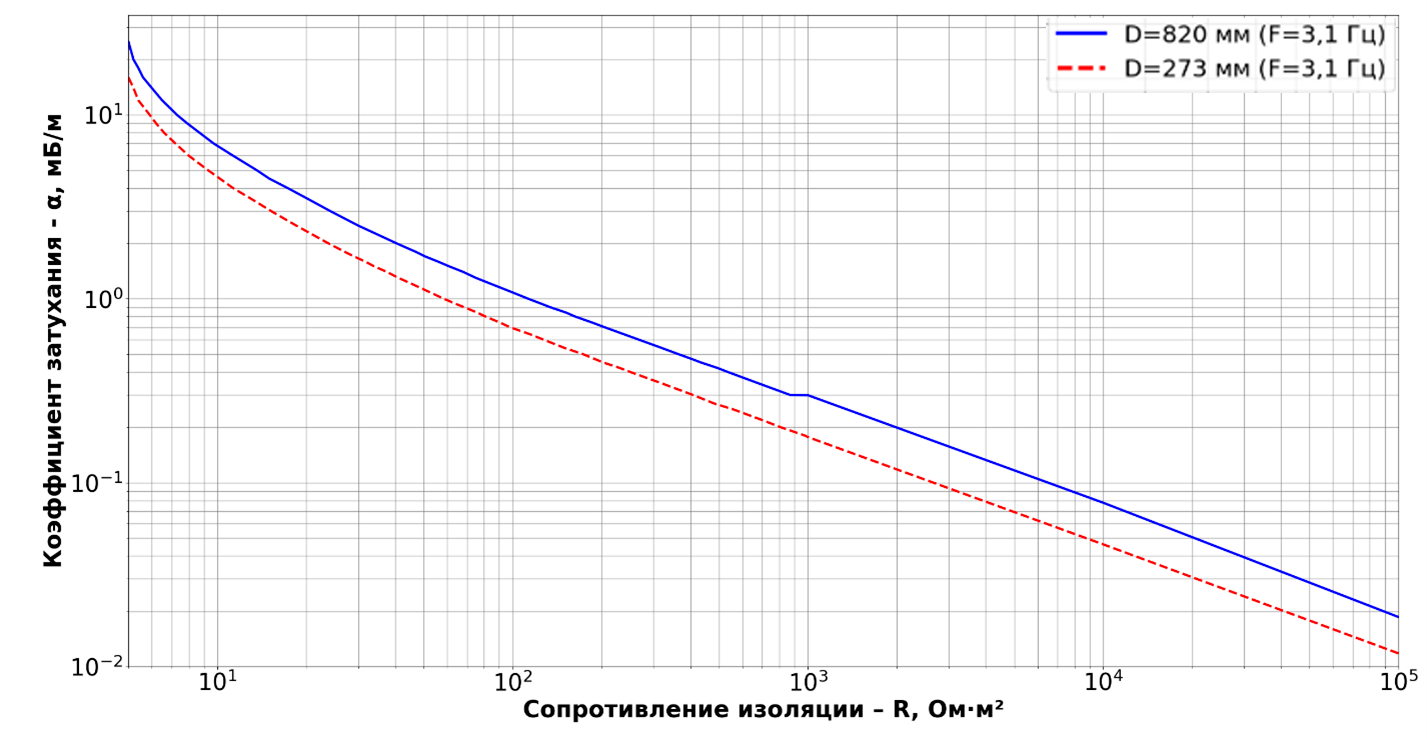 D=820 мм (F=3,1 Гц)
D=273 мм (F=3,1 Гц)
Коэффициент затухания - α, мБ/м
10¹
10⁰
10⁻¹
10⁻²
10¹ 10² 10³ 10⁴ 10⁵
Сопротивление изоляции – R, Ом·м²